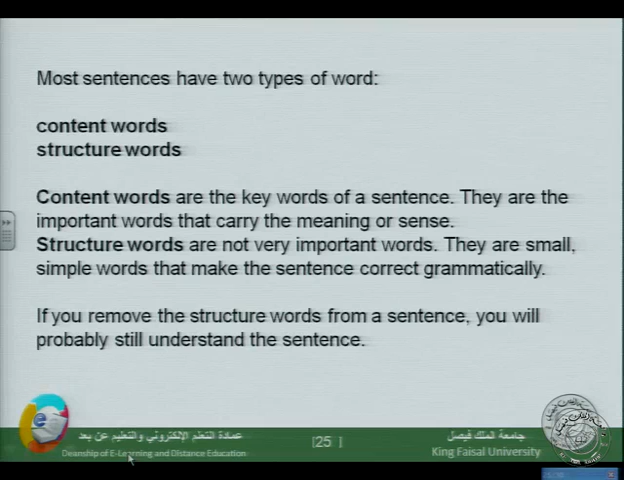 Most sentences have two types of word:
content words
structure words
Content words are the key words of a sentence. They are the
important words that carry the meaning or sense.
Structure words are not very important words. They are small,
simple words that make the sentence correct grammatically.
If you remove the structure words from a sentence, you will
probably still understand the sentence.
عمادة التعلم الإلكتروني والتعليم عن بعد
Deanship of E-Learning and Distance Education
[25 ]
جامعة الملك فيصل
King Faisal University